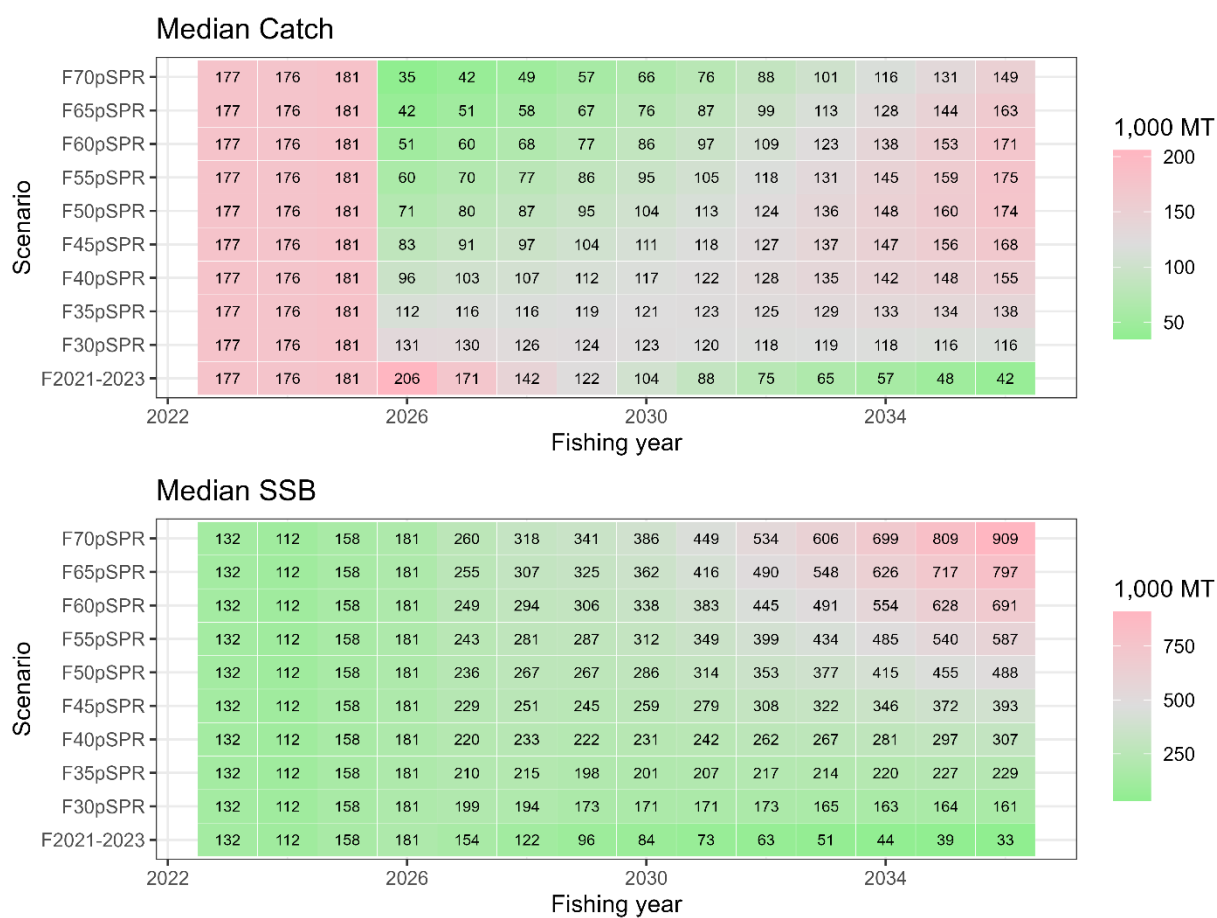 Median Catch
Scenario
F70pSPR 177 176 181 35 42 49 57 66 76 88 101 116 131 149
F65pSPR 177 176 181 42 51 58 67 76 87 99 113 128 144 163
F60pSPR 177 176 181 51 60 68 77 86 97 109 123 138 153 171
F55pSPR 177 176 181 60 70 77 86 95 105 118 131 145 159 175
F50pSPR 177 176 181 71 80 87 95 104 113 124 136 148 160 174
F45pSPR 177 176 181 83 91 97 104 111 118 127 137 147 156 168
F40pSPR 177 176 181 96 103 107 112 117 122 128 135 142 148 155
F35pSPR 177 176 181 112 116 116 119 121 123 125 129 133 134 138
F30pSPR 177 176 181 131 130 126 124 123 120 118 119 118 116 116
F2021-2023 177 176 181 206 171 142 122 104 88 75 65 57 48 42
2022 2026 2030 2034
Fishing year
1,000 MT
200
150
100
50
Median SSB
Scenario
F70pSPR 132 112 158 181 260 318 341 386 449 534 606 699 809 909
F65pSPR 132 112 158 181 255 307 325 362 416 490 548 626 717 797
F60pSPR 132 112 158 181 249 294 306 338 383 445 491 554 628 691
F55pSPR 132 112 158 181 243 281 287 312 349 399 434 485 540 587
F50pSPR 132 112 158 181 236 267 267 286 314 353 377 415 455 488
F45pSPR 132 112 158 181 229 251 245 259 279 308 322 346 372 393
F40pSPR 132 112 158 181 220 233 222 231 242 262 267 281 297 307
F35pSPR 132 112 158 181 210 215 198 201 207 217 214 220 227 229
F30pSPR 132 112 158 181 199 194 173 171 171 173 165 163 164 161
F2021-2023 132 112 158 181 154 122 96 84 73 63 51 44 39 33
2022 2026 2030 2034
Fishing year
1,000 MT
750
500
250